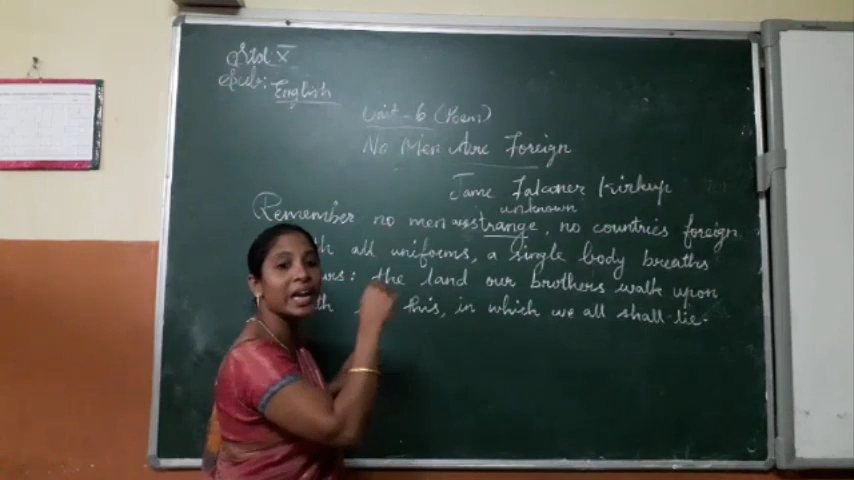 Std X
Sub: English
Unit - 6 (Poem)
No Men Are Foreign
Jame Falconer Kirkup
unknown
Remember no men are strange, no countries foreign
all uniforms, a single body breaths
: the land our brothers walk upon
this, in which we all shall lie.